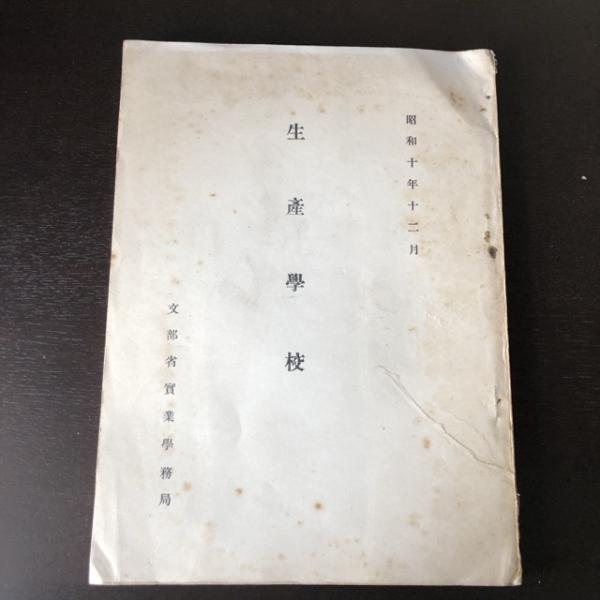 昭和十年十二月
生產學校
文部省實業學務局